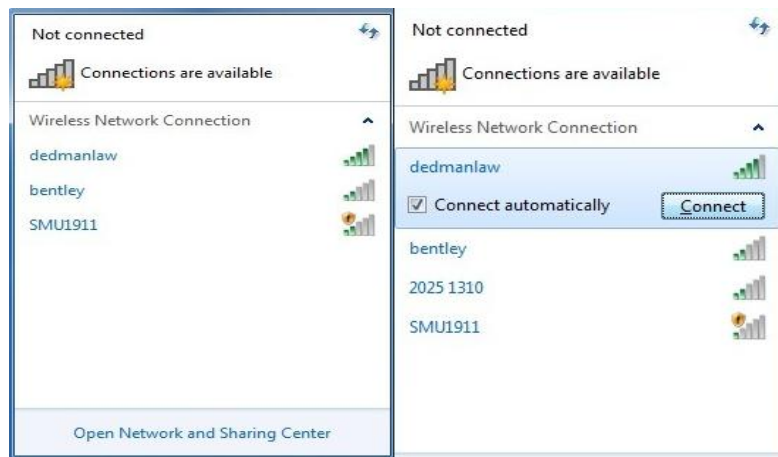 Not connected
Connections are available
Wireless Network Connection
dedmanlaw
bentley
SMU1911
Open Network and Sharing Center
Not connected
Connections are available
Wireless Network Connection
dedmanlaw
Connect automatically Connect
bentley
2025 1310
SMU1911